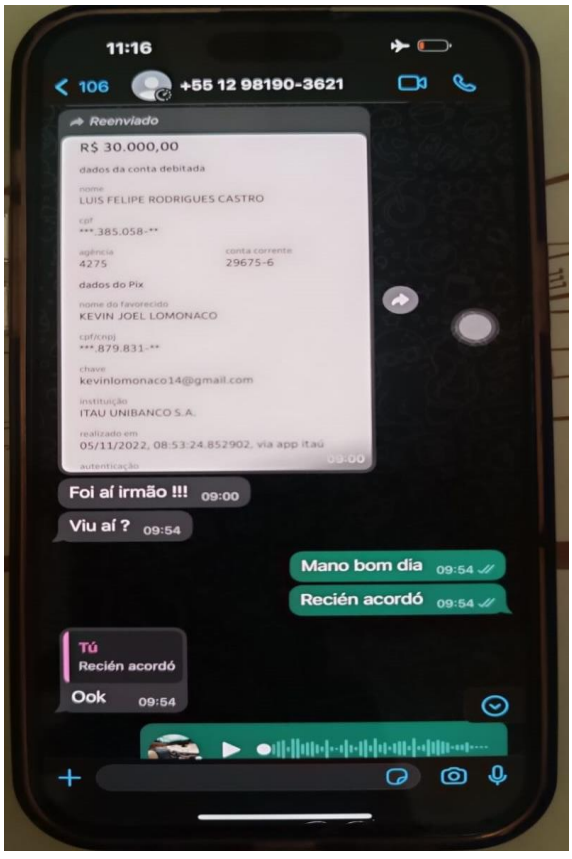 11:16
106
+55 12 98190-3621
Reenviado
R$ 30.000,00
dados da conta debitada
nome
LUIS FELIPE RODRIGUES CASTRO
cpf
***.385.058-**
agência conta corrente
4275 29675-6
dados do Pix
nome do favorecido
KEVIN JOEL LOMONACO
cpf/cnpj
***.879.831-**
chave
kevinlomonaco14@gmail.com
instituição
ITAU UNIBANCO S.A.
realizado em
05/11/2022, 08:53:24.852902, via app itaú
autenticação
09:00
Foi aí irmão !!! 09:00
Viu aí ? 09:54
Mano bom dia 09:54
Recién acordó 09:54
Tú
Recién acordó
Ook 09:54